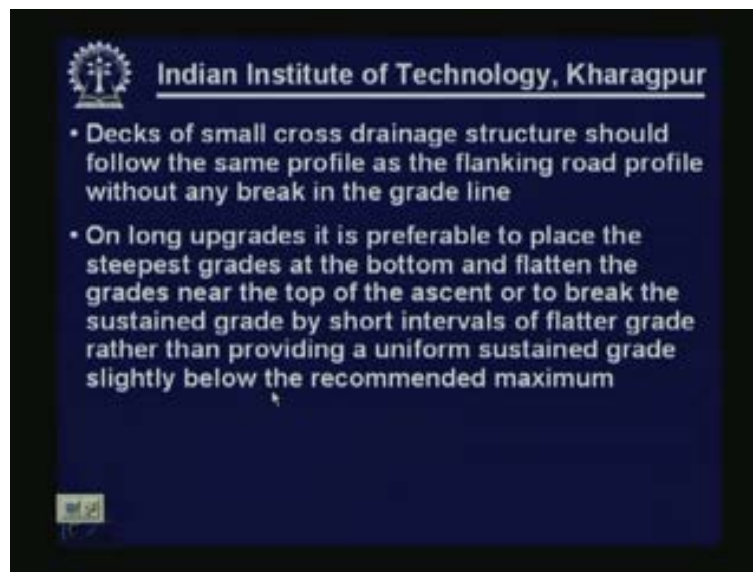 Indian Institute of Technology, Kharagpur
• Decks of small cross drainage structure should
follow the same profile as the flanking road profile
without any break in the grade line
• On long upgrades it is preferable to place the
steepest grades at the bottom and flatten the
grades near the top of the ascent or to break the
sustained grade by short intervals of flatter grade
rather than providing a uniform sustained grade
slightly below the recommended maximum